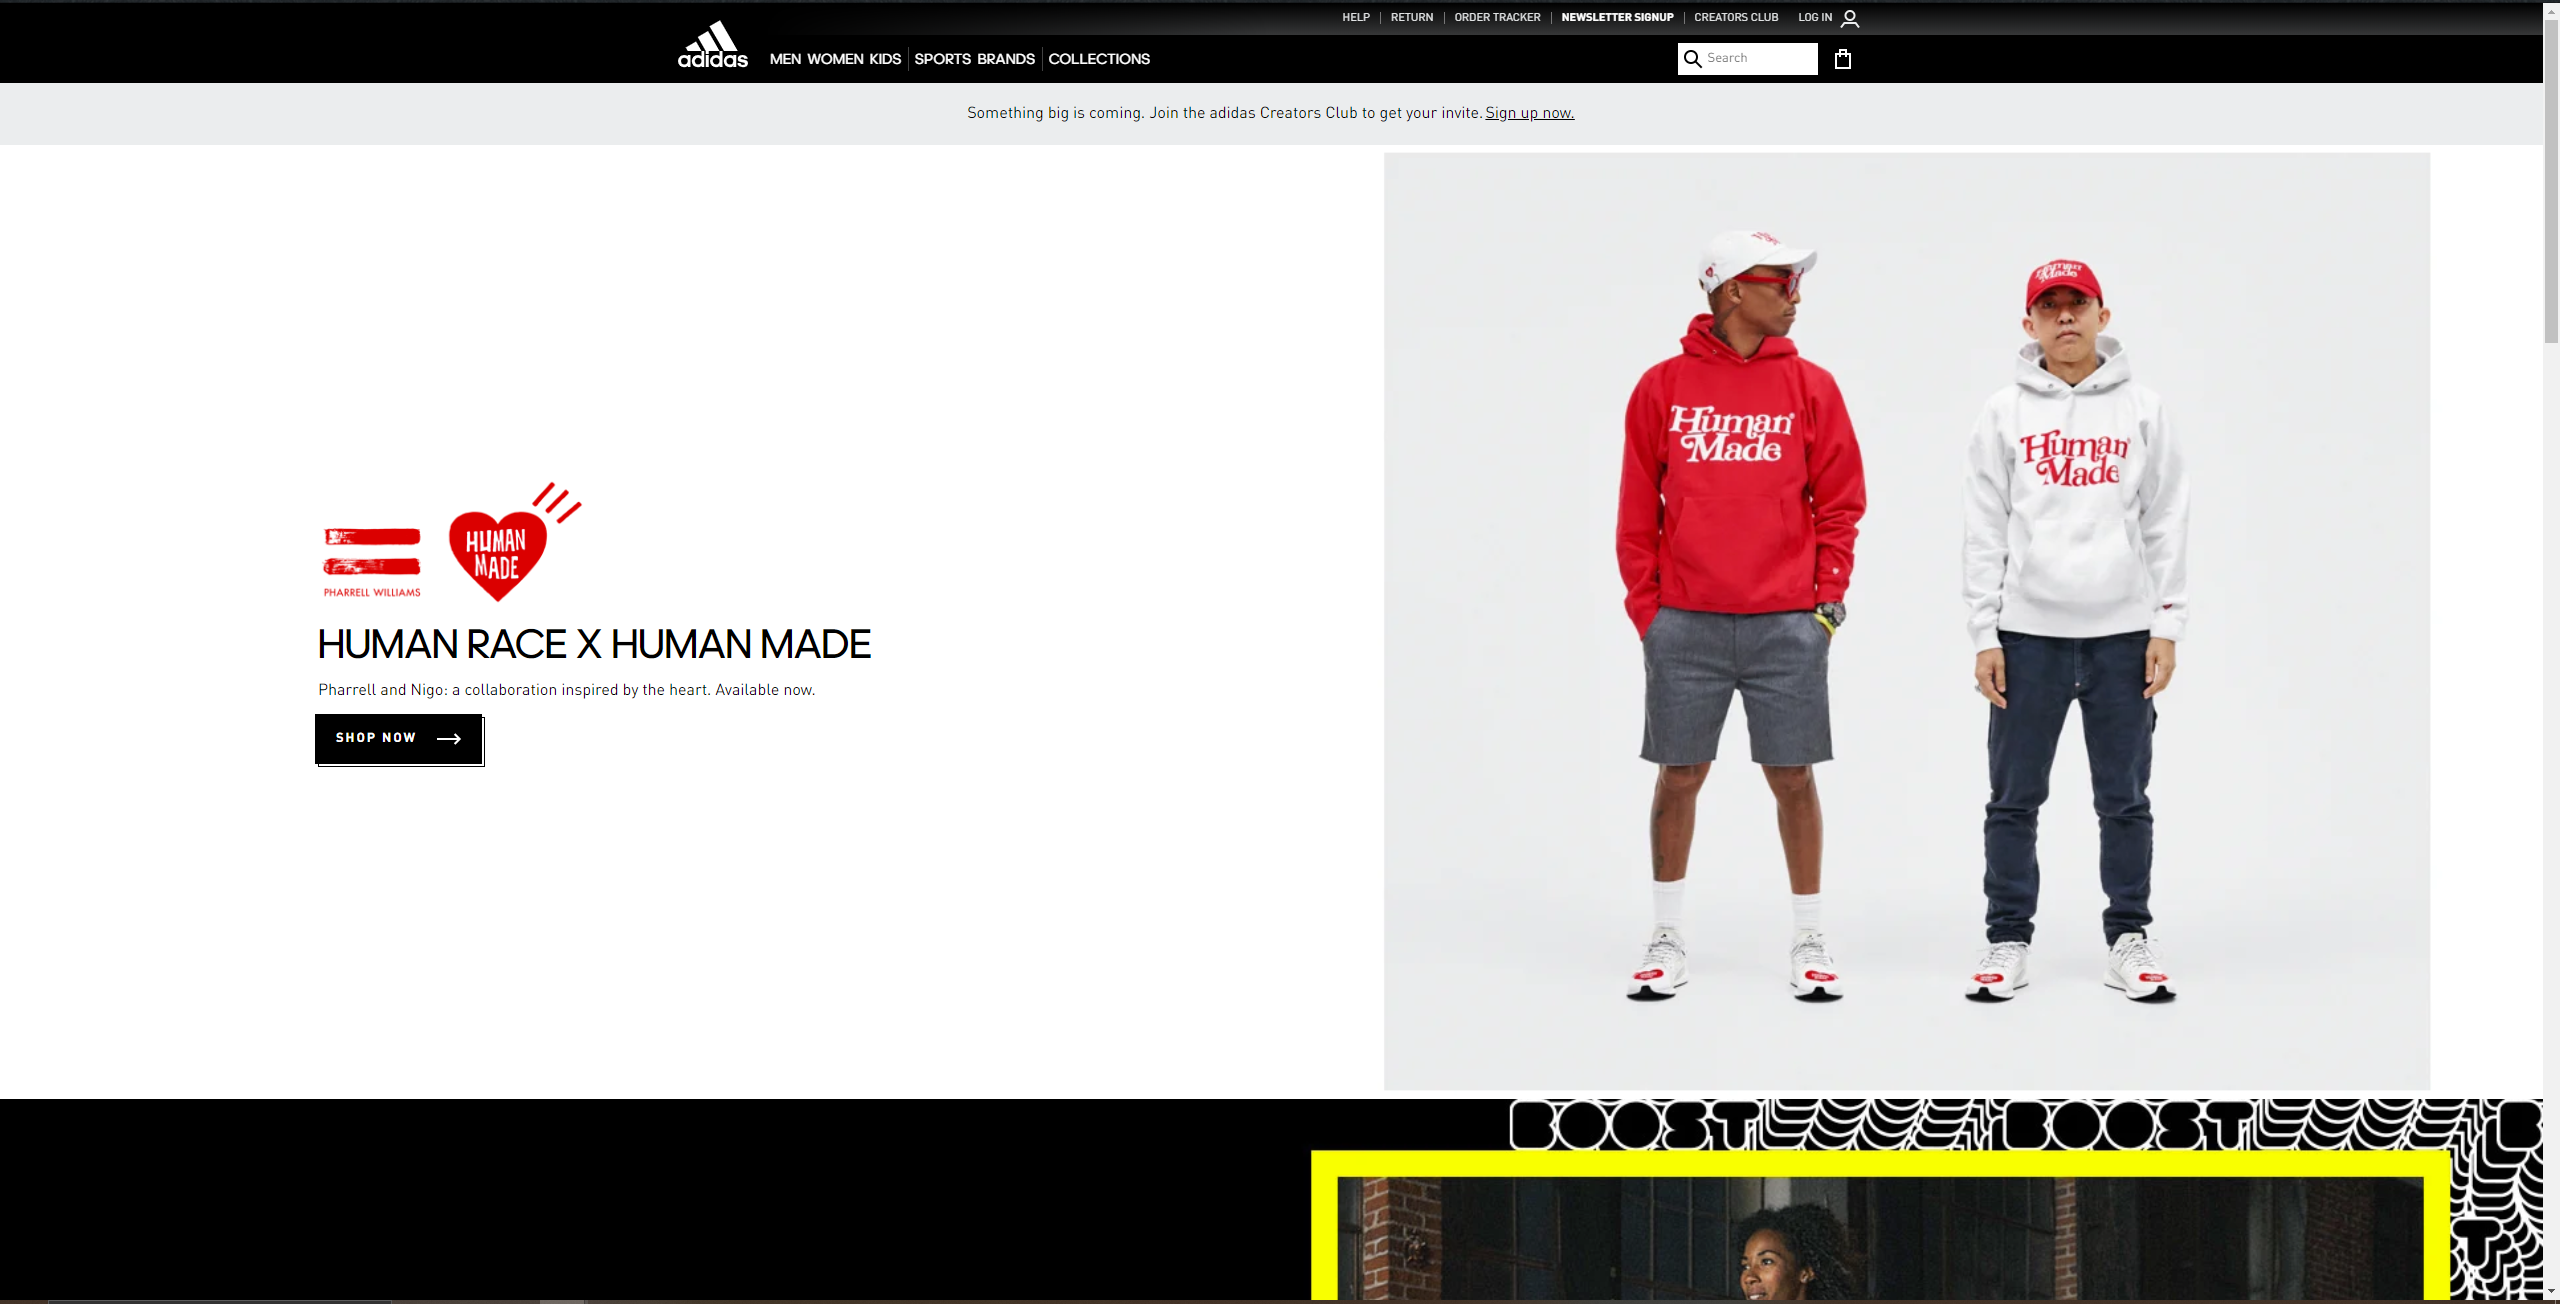 HELP RETURN ORDER TRACKER NEWSLETTER SIGNUP CREATORS CLUB LOG IN
adidas
MEN WOMEN KIDS SPORTS BRANDS COLLECTIONS
Search
Something big is coming. Join the adidas Creators Club to get your invite. Sign up now.
Human
Made
Human
Made
Human
Made
HUMAN
MADE
PHARRELL WILLIAMS
HUMAN RACE X HUMAN MADE
Pharrell and Nigo: a collaboration inspired by the heart. Available now.
SHOP NOW
BOOST BOOST